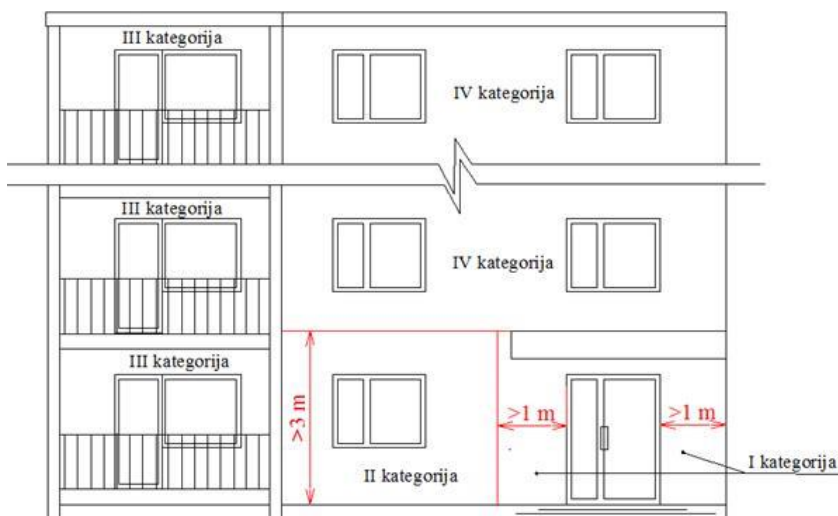 III kategorija
IV kategorija
III kategorija
IV kategorija
III kategorija
>3 m
>1 m
>1 m
II kategorija
I kategorija